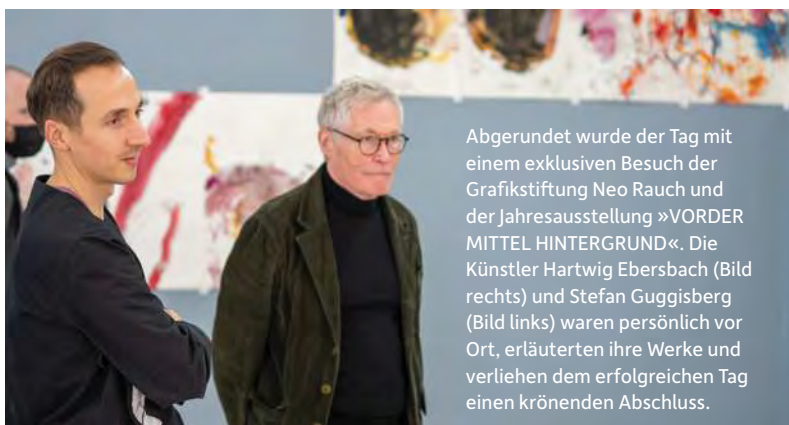 Abgerundet wurde der Tag mit
einem exklusiven Besuch der
Grafikstiftung Neo Rauch und
der Jahresausstellung »VORDER
MITTEL HINTERGRUND«. Die
Künstler Hartwig Ebersbach (Bild
rechts) und Stefan Guggisberg
(Bild links) waren persönlich vor
Ort, erläuterten ihre Werke und
verliehen dem erfolgreichen Tag
einen krönenden Abschluss.